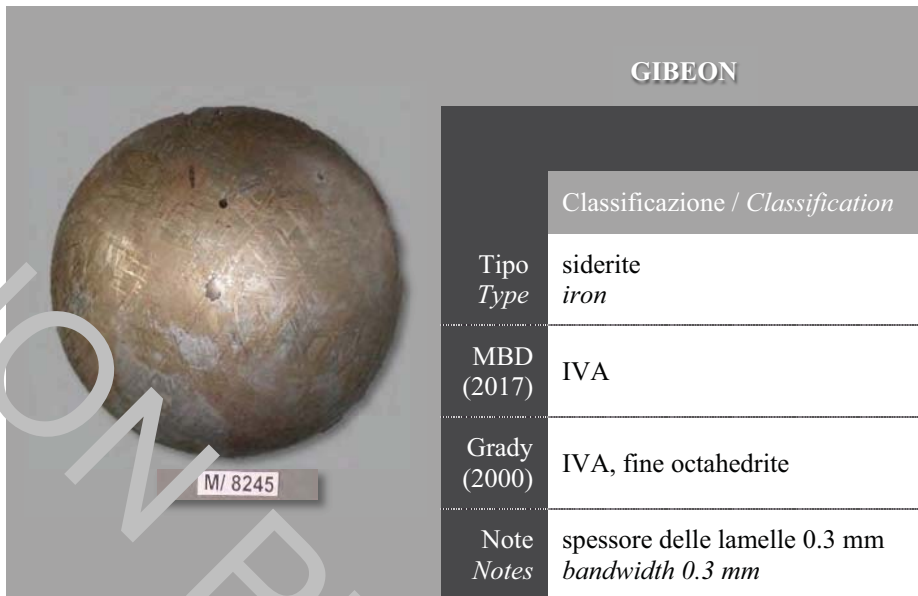 GIBEON
Classificazione / Classification
Tipo
Type
siderite
iron
MBD
(2017)
IVA
Grady
(2000)
IVA, fine octahedrite
Note
Notes
spessore delle lamelle 0.3 mm
bandwidth 0.3 mm
M/ 8245